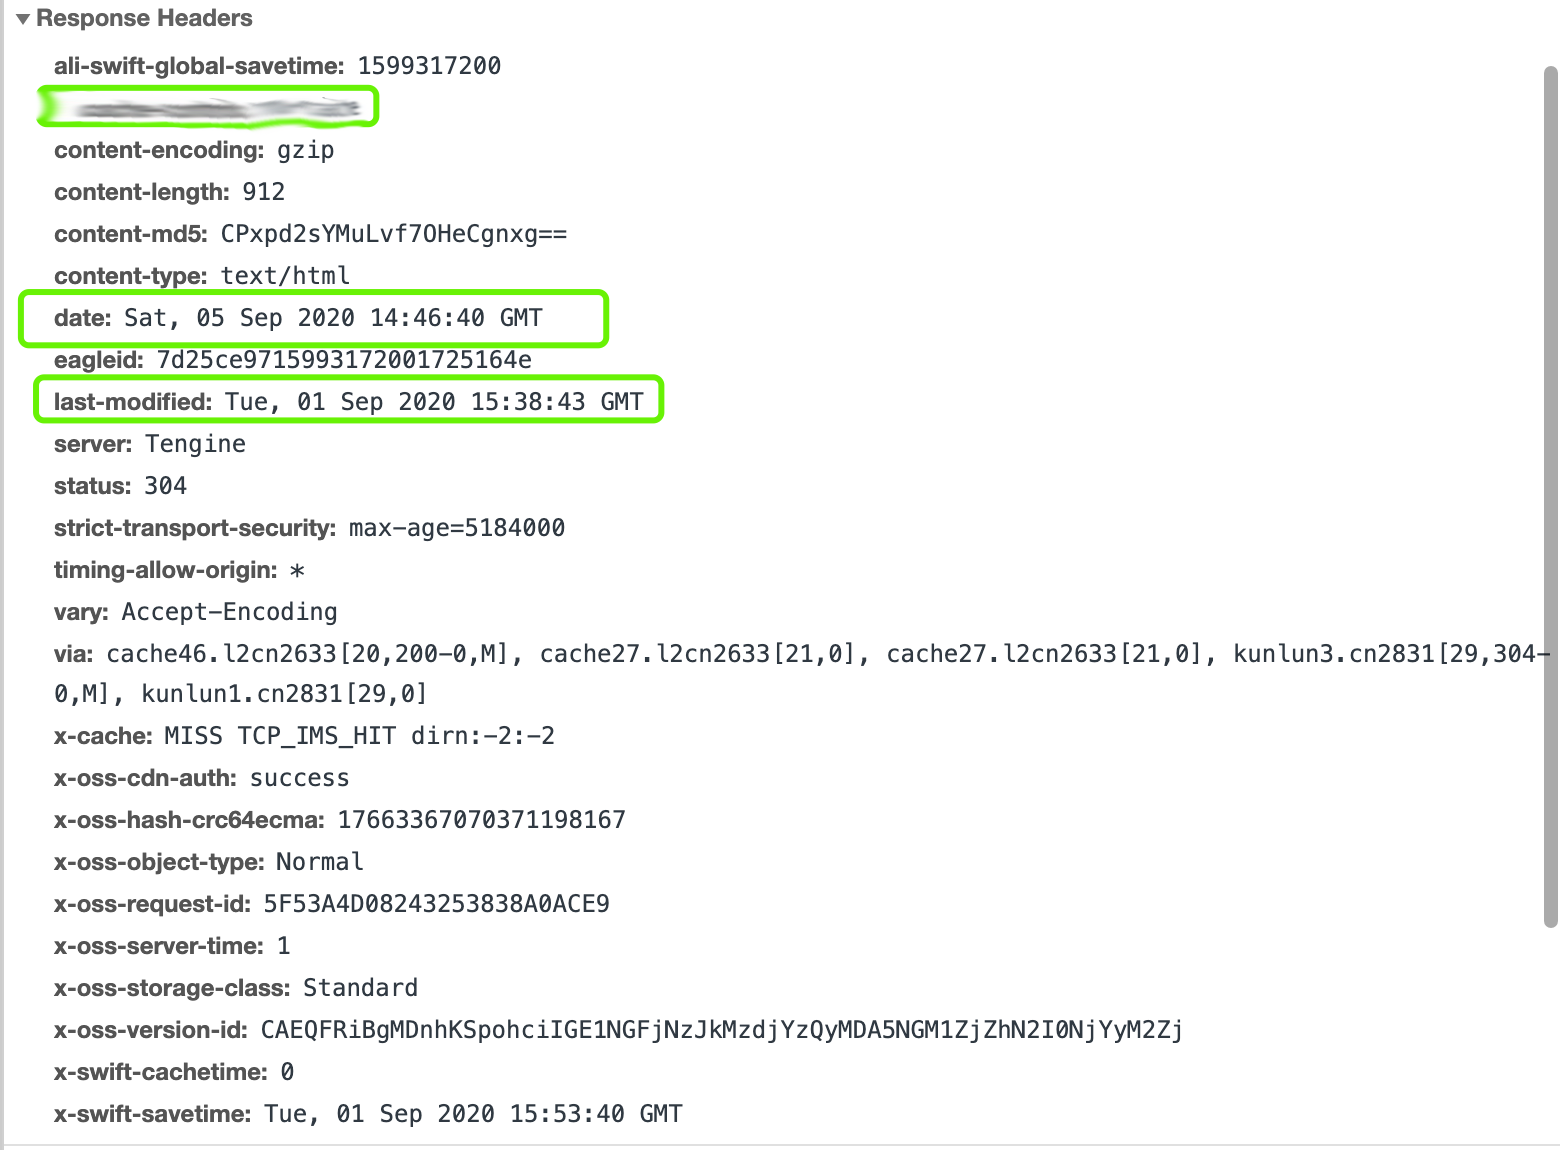 Response Headers
ali-swift-global-savetime: 1599317200
content-encoding: gzip
content-length: 912
content-md5: CPxpd2sYMuLvf7OHeCgnxg==
content-type: text/html
date: Sat, 05 Sep 2020 14:46:40 GMT
eagleid: 7d25ce9715993172001725164e
last-modified: Tue, 01 Sep 2020 15:38:43 GMT
server: Tengine
status: 304
strict-transport-security: max-age=5184000
timing-allow-origin: *
vary: Accept-Encoding
via: cache46.l2cn2633[20,200-0,M], cache27.l2cn2633[21,0], cache27.l2cn2633[21,0], kunlun3.cn2831[29,304-
0,M], kunlun1.cn2831[29,0]
x-cache: MISS TCP_IMS_HIT dirn:-2:-2
x-oss-cdn-auth: success
x-oss-hash-crc64ecma: 17663367070371198167
x-oss-object-type: Normal
x-oss-request-id: 5F53A4D08243253838A0ACE9
x-oss-server-time: 1
x-oss-storage-class: Standard
x-oss-version-id: CAEQFRiBgMDnhKSpohciIGE1NGFjNzJkMzdjYzQyMDA5NGM1ZjZhN2I0NjYyM2Zj
x-swift-cachetime: 0
x-swift-savetime: Tue, 01 Sep 2020 15:53:40 GMT